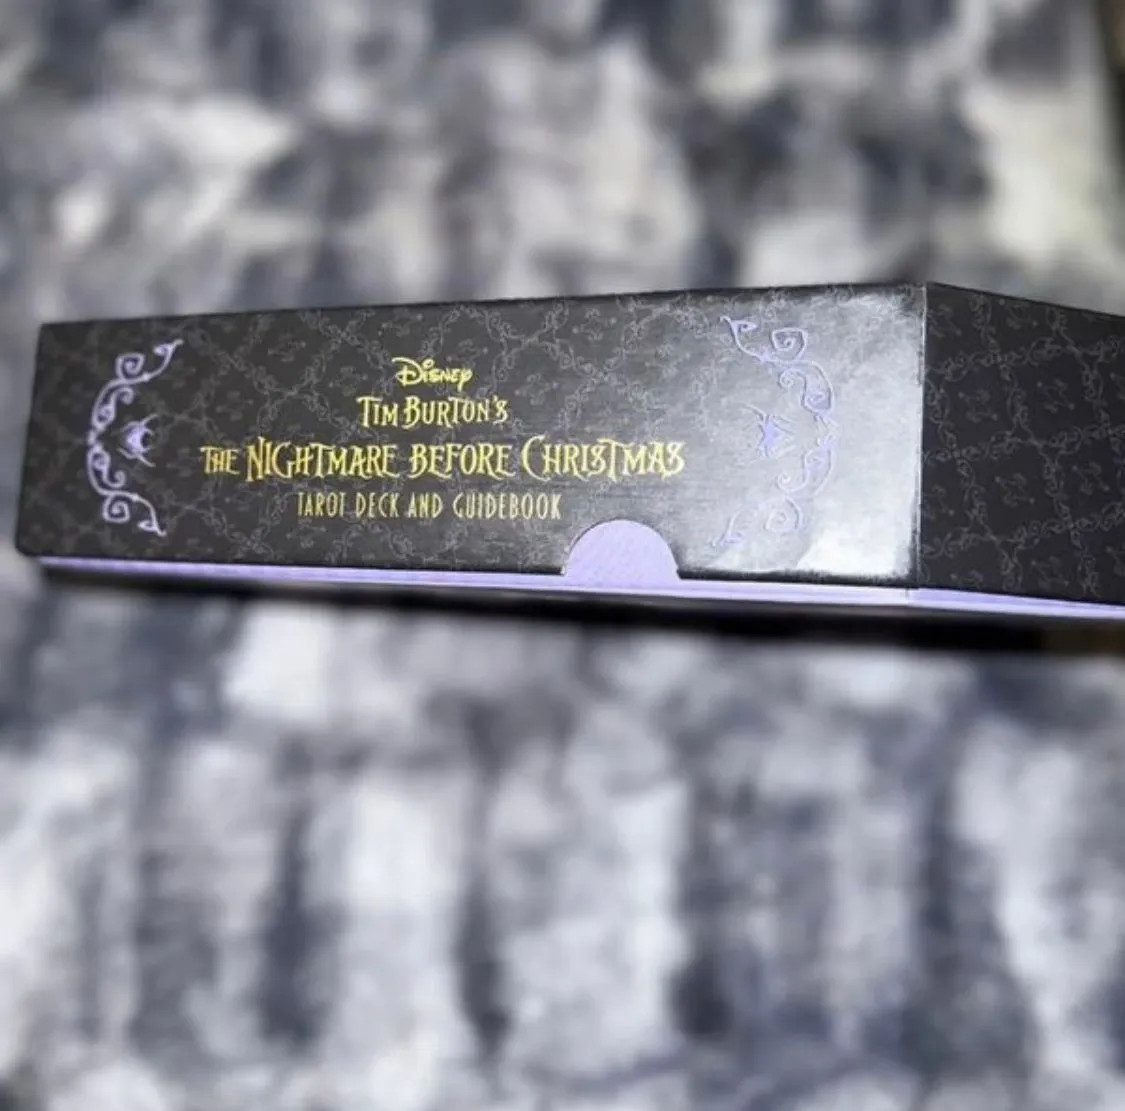 Disney
Tim Burton's
The Nightmare Before Christmas
Tarot Deck and Guidebook